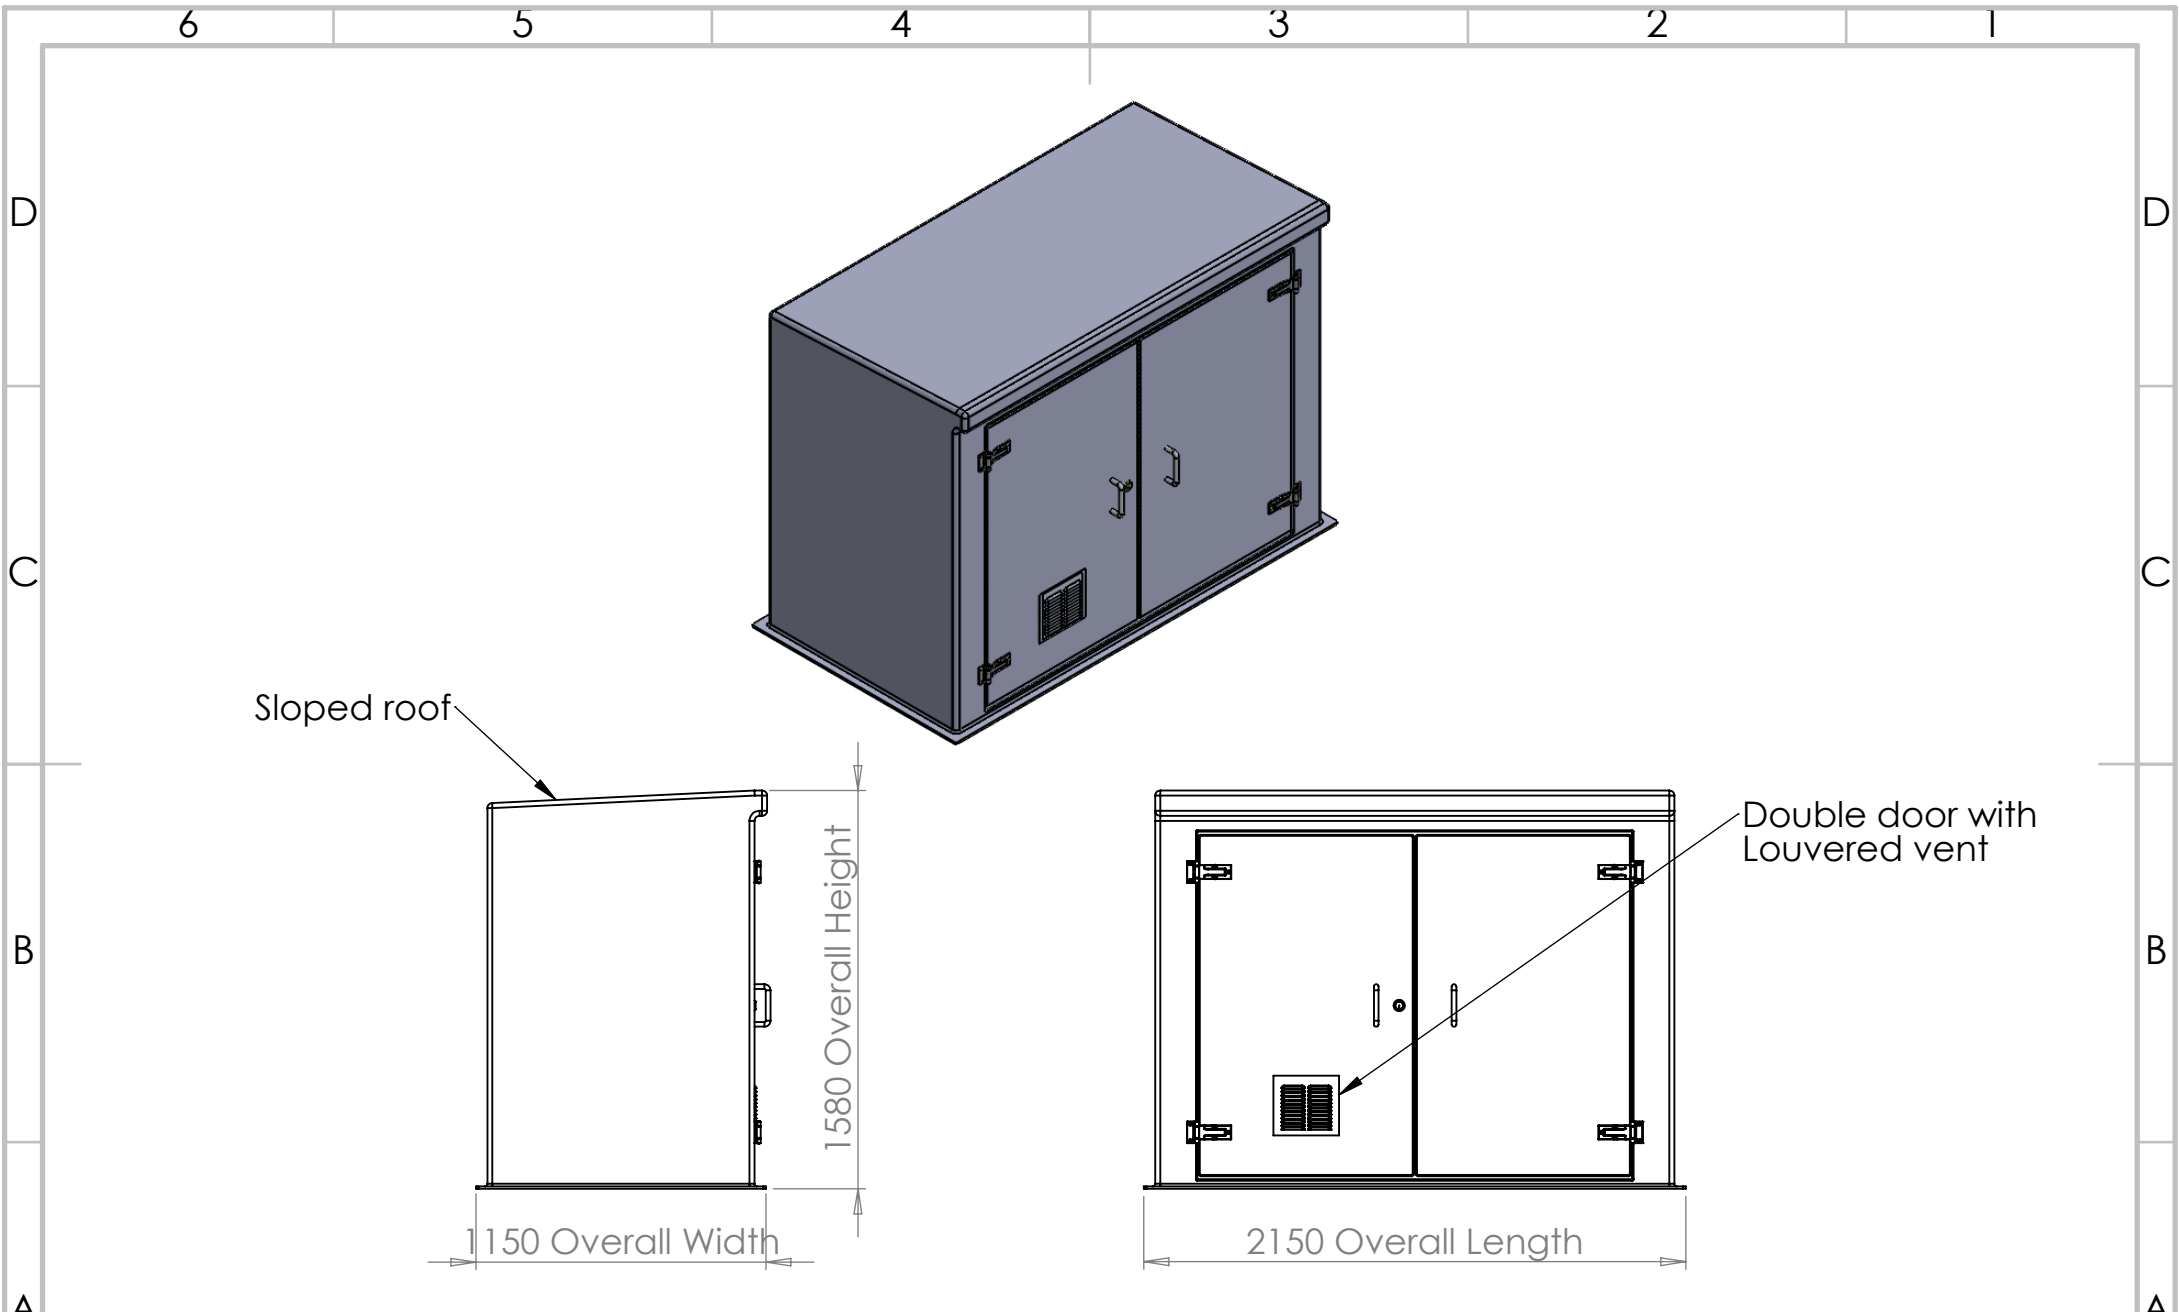 6 5 4 3 2 1
D D
C C
Sloped roof
Double door with
Louvered vent
B B
1580 Overall Height
1150 Overall Width
2150 Overall Length
A A